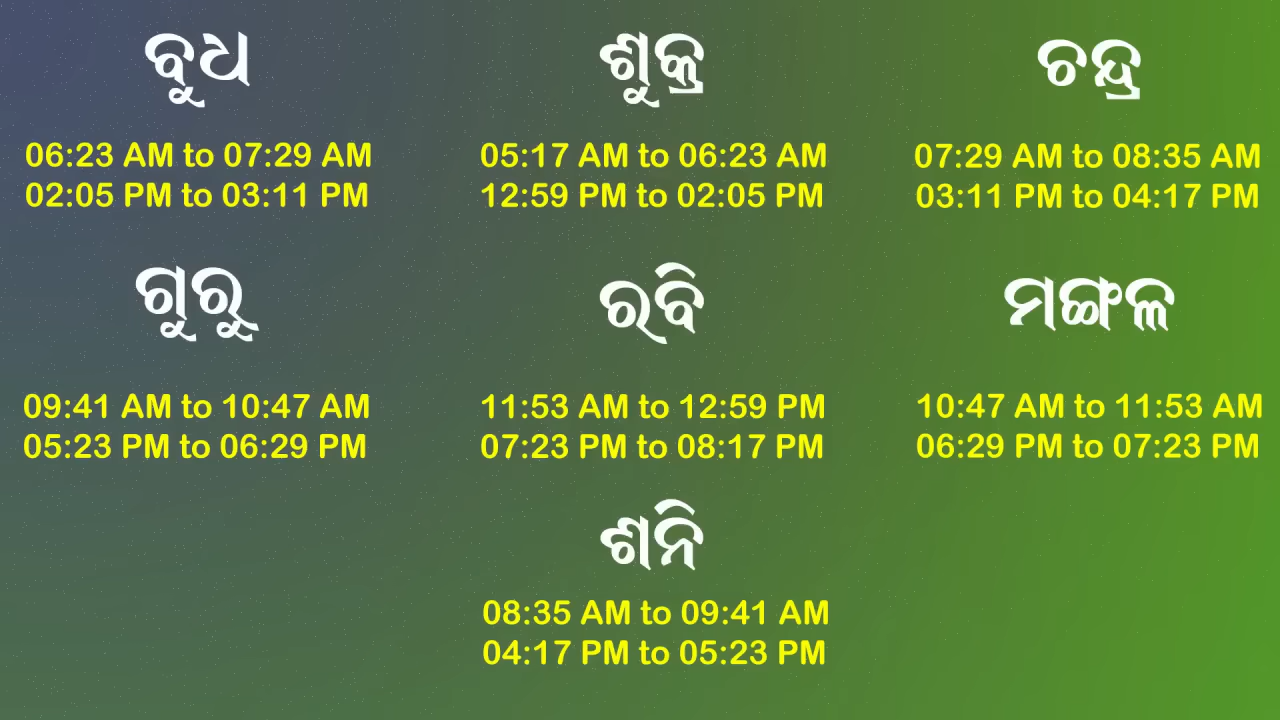 ବୁଧ
06:23 AM to 07:29 AM
02:05 PM to 03:11 PM
ଶୁକ୍ର
05:17 AM to 06:23 AM
12:59 PM to 02:05 PM
ଚନ୍ଦ୍ର
07:29 AM to 08:35 AM
03:11 PM to 04:17 PM
ଗୁରୁ
09:41 AM to 10:47 AM
05:23 PM to 06:29 PM
ରବି
11:53 AM to 12:59 PM
07:23 PM to 08:17 PM
ମଙ୍ଗଳ
10:47 AM to 11:53 AM
06:29 PM to 07:23 PM
ଶନି
08:35 AM to 09:41 AM
04:17 PM to 05:23 PM